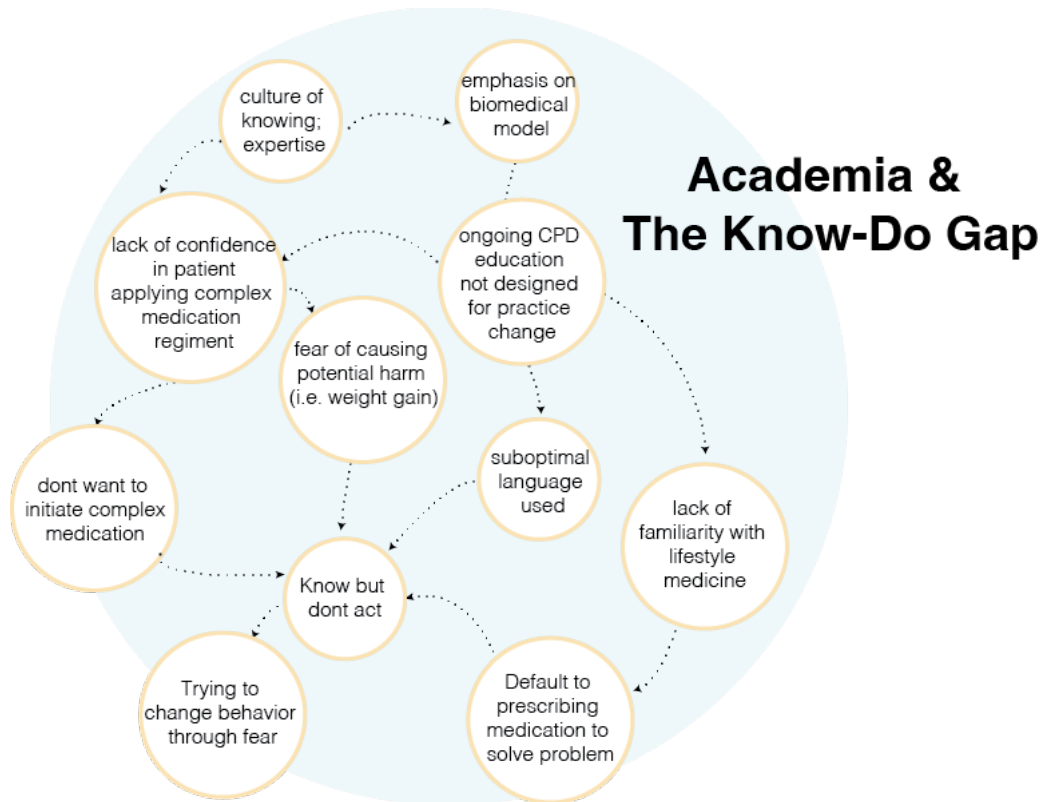 culture of
knowing;
expertise
emphasis on
biomedical
model
Academia &
The Know-Do Gap
lack of confidence
in patient
applying complex
medication
regiment
ongoing CPD
education
not designed
for practice
change
fear of causing
potential harm
(i.e. weight gain)
dont want to
initiate complex
medication
suboptimal
language
used
lack of
familiarity with
lifestyle
medicine
Know but
dont act
Trying to
change behavior
through fear
Default to
prescribing
medication to
solve problem